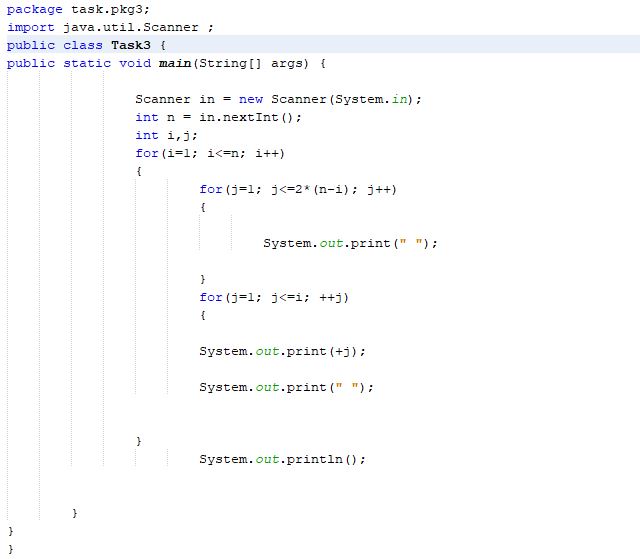 package task.pkg3;
import java.util.Scanner ;
public class Task3 {
public static void main(String[] args) {
Scanner in = new Scanner(System.in);
int n = in.nextInt();
int i,j;
for(i=1; i<=n; i++)
{
for(j=1; j<=2*(n-i); j++)
{
System.out.print(" ");
}
for(j=1; j<=i; ++j)
{
System.out.print(+j);
System.out.print(" ");
}
System.out.println();
}
}
}